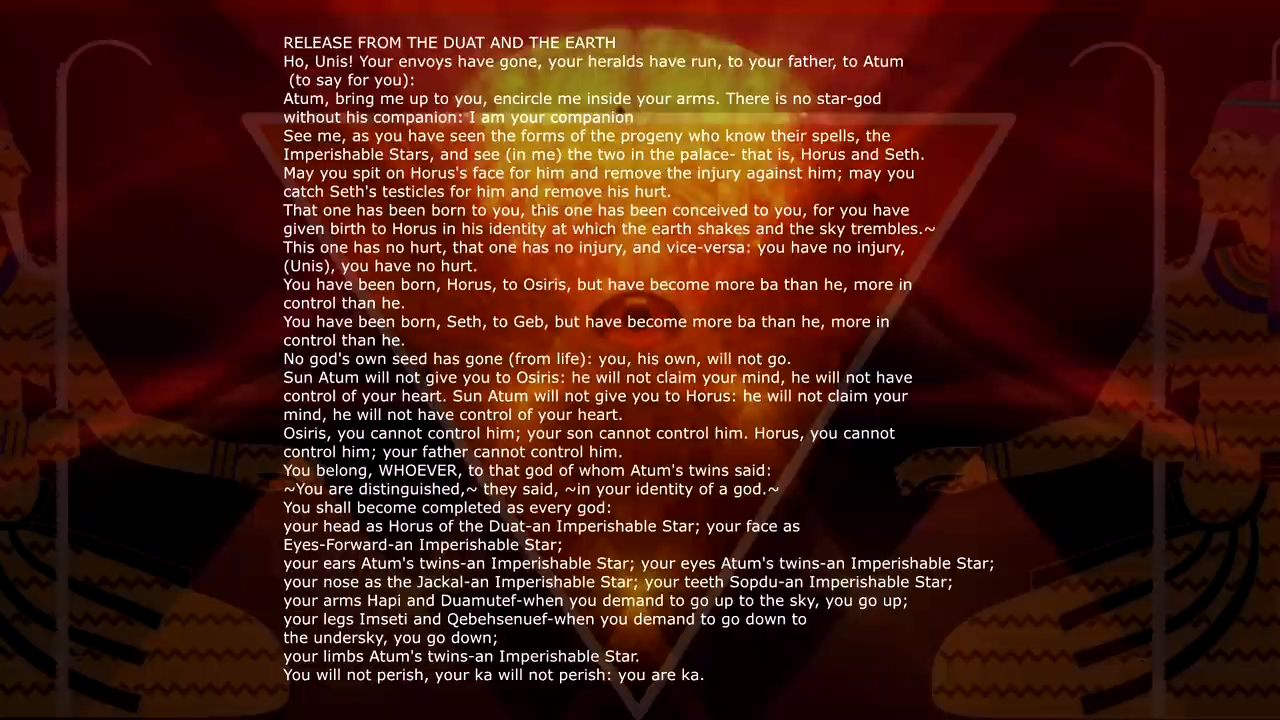 RELEASE FROM THE DUAT AND THE EARTH
Ho, Unis! Your envoys have gone, your heralds have run, to your father, to Atum
(to say for you):
Atum, bring me up to you, encircle me inside your arms. There is no star-god
without his companion: I am your companion
See me, as you have seen the forms of the progeny who know their spells, the
Imperishable Stars, and see (in me) the two in the palace- that is, Horus and Seth.
May you spit on Horus's face for him and remove the injury against him; may you
catch Seth's testicles for him and remove his hurt.
That one has been born to you, this one has been conceived to you, for you have
given birth to Horus in his identity at which the earth shakes and the sky trembles.~
This one has no hurt, that one has no injury, and vice-versa: you have no injury,
(Unis), you have no hurt.
You have been born, Horus, to Osiris, but have become more ba than he, more in
control than he.
You have been born, Seth, to Geb, but have become more ba than he, more in
control than he.
No god's own seed has gone (from life): you, his own, will not go.
Sun Atum will not give you to Osiris: he will not claim your mind, he will not have
control of your heart. Sun Atum will not give you to Horus: he will not claim your
mind, he will not have control of your heart.
Osiris, you cannot control him; your son cannot control him. Horus, you cannot
control him; your father cannot control him.
You belong, WHOEVER, to that god of whom Atum's twins said:
~You are distinguished,~ they said, ~in your identity of a god.~
You shall become completed as every god:
your head as Horus of the Duat-an Imperishable Star; your face as
Eyes-Forward-an Imperishable Star;
your ears Atum's twins-an Imperishable Star; your eyes Atum's twins-an Imperishable Star;
your nose as the Jackal-an Imperishable Star; your teeth Sopdu-an Imperishable Star;
your arms Hapi and Duamutef-when you demand to go up to the sky, you go up;
your legs Imseti and Qebehsenuef-when you demand to go down to
the undersky, you go down;
your limbs Atum's twins-an Imperishable Star.
You will not perish, your ka will not perish: you are ka.